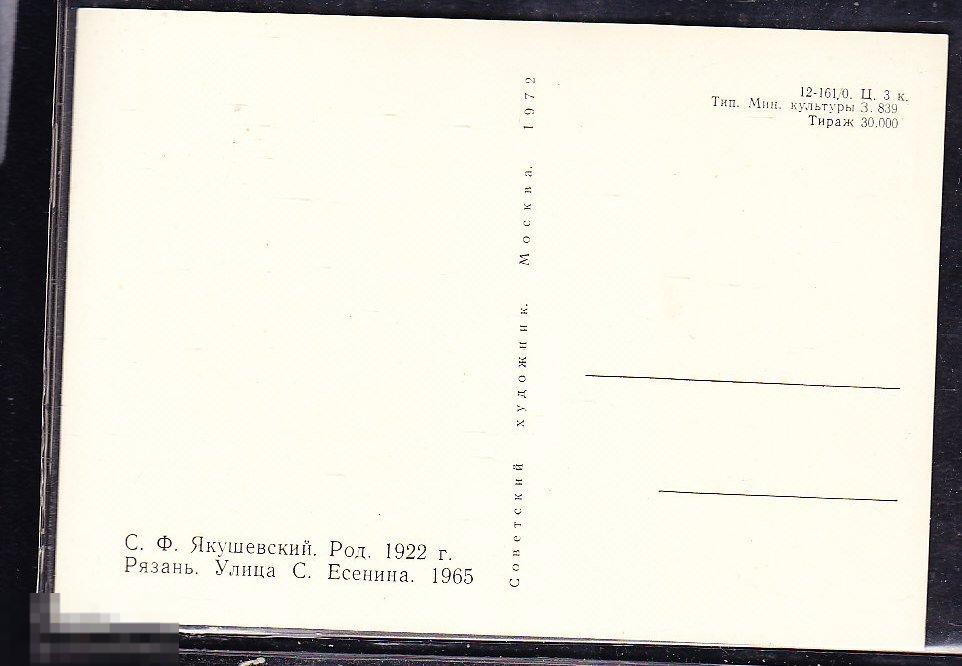 12-161/0. Ц. 3 к.
Тип. Мин. культуры З. 839
Тираж 30.000
Советский художник. Москва. 1972
С. Ф. Якушевский. Род. 1922 г.
Рязань. Улица С. Есенина. 1965